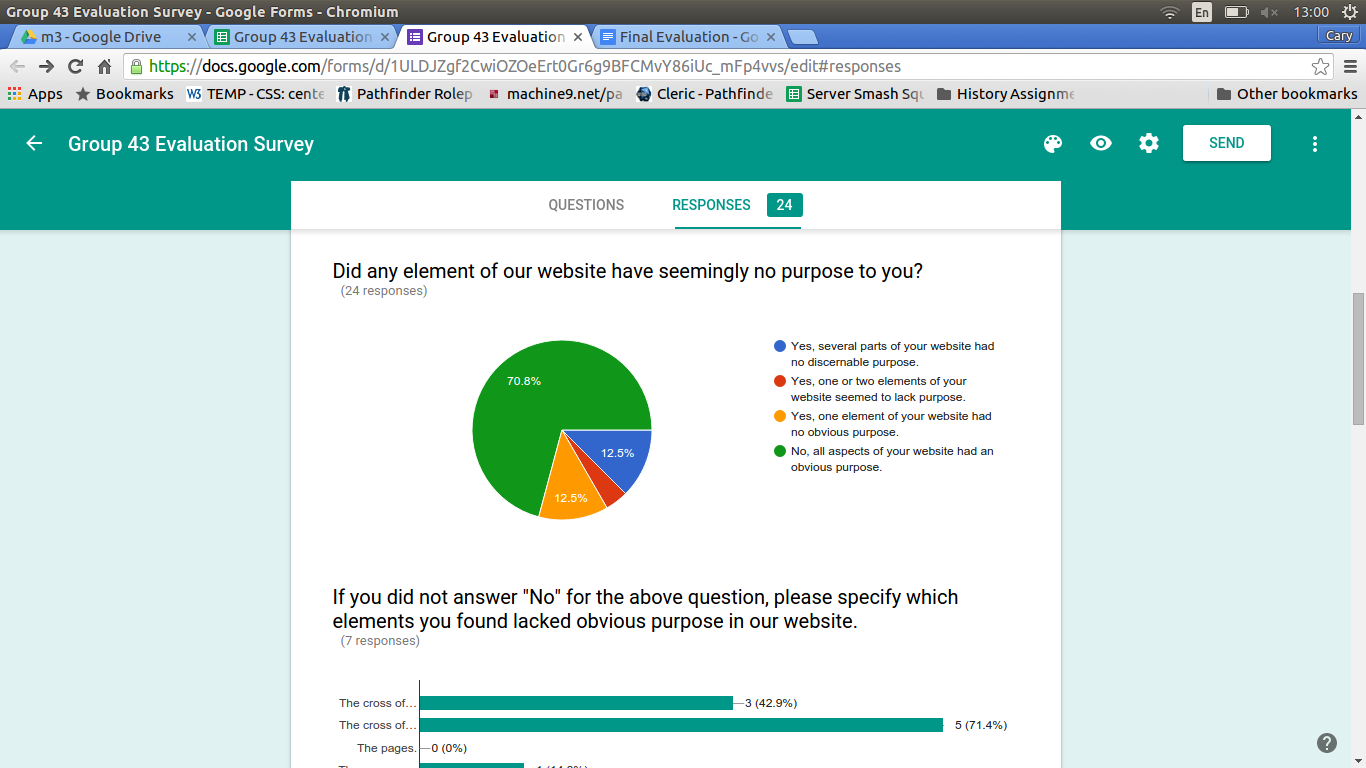 Group 43 Evaluation Survey - Google Forms - Chromium
En
13:00
m3 - Google Drive
Group 43 Evaluation
Group 43 Evaluation
Final Evaluation - Go
Cary
https://docs.google.com/forms/d/1ULDJZgf2CwiOZOeErt0Gr6g9BFCMvY86iUc_mFp4vvs/edit#responses
Apps
Bookmarks
W3 TEMP - CSS: cente
Pathfinder Rolep
machine9.net/pa
Cleric - Pathfinde
Server Smash Squ
History Assignme
Other bookmarks
Group 43 Evaluation Survey
SEND
QUESTIONS
RESPONSES 24
Did any element of our website have seemingly no purpose to you?
(24 responses)
70.8%
12.5%
12.5%
Yes, several parts of your website had
no discernable purpose.
Yes, one or two elements of your
website seemed to lack purpose.
Yes, one element of your website had
no obvious purpose.
No, all aspects of your website had an
obvious purpose.
If you did not answer "No" for the above question, please specify which
elements you found lacked obvious purpose in our website.
(7 responses)
The cross of… 3 (42.9%)
The cross of… 5 (71.4%)
The pages. 0 (0%)